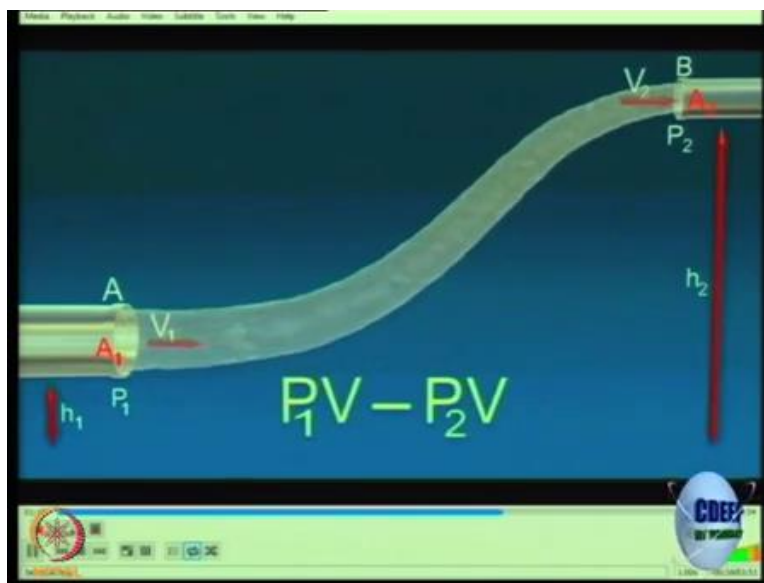 Media Playback Audio Video Subtitle Tools View Help
V₂ B
A₂
P₂
h₂
A
V₁
A₁
P₁
h₁
P₁V – P₂V
CDEEP